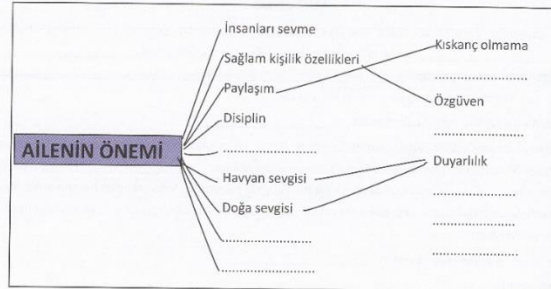 İnsanları sevme
Sağlam kişilik özellikleri
Kıskanç olmama
Paylaşım
....................
Disiplin
Özgüven
AİLENİN ÖNEMİ
....................
....................
Havyan sevgisi
Duyarlılık
Doğa sevgisi
....................
....................
....................
....................
....................